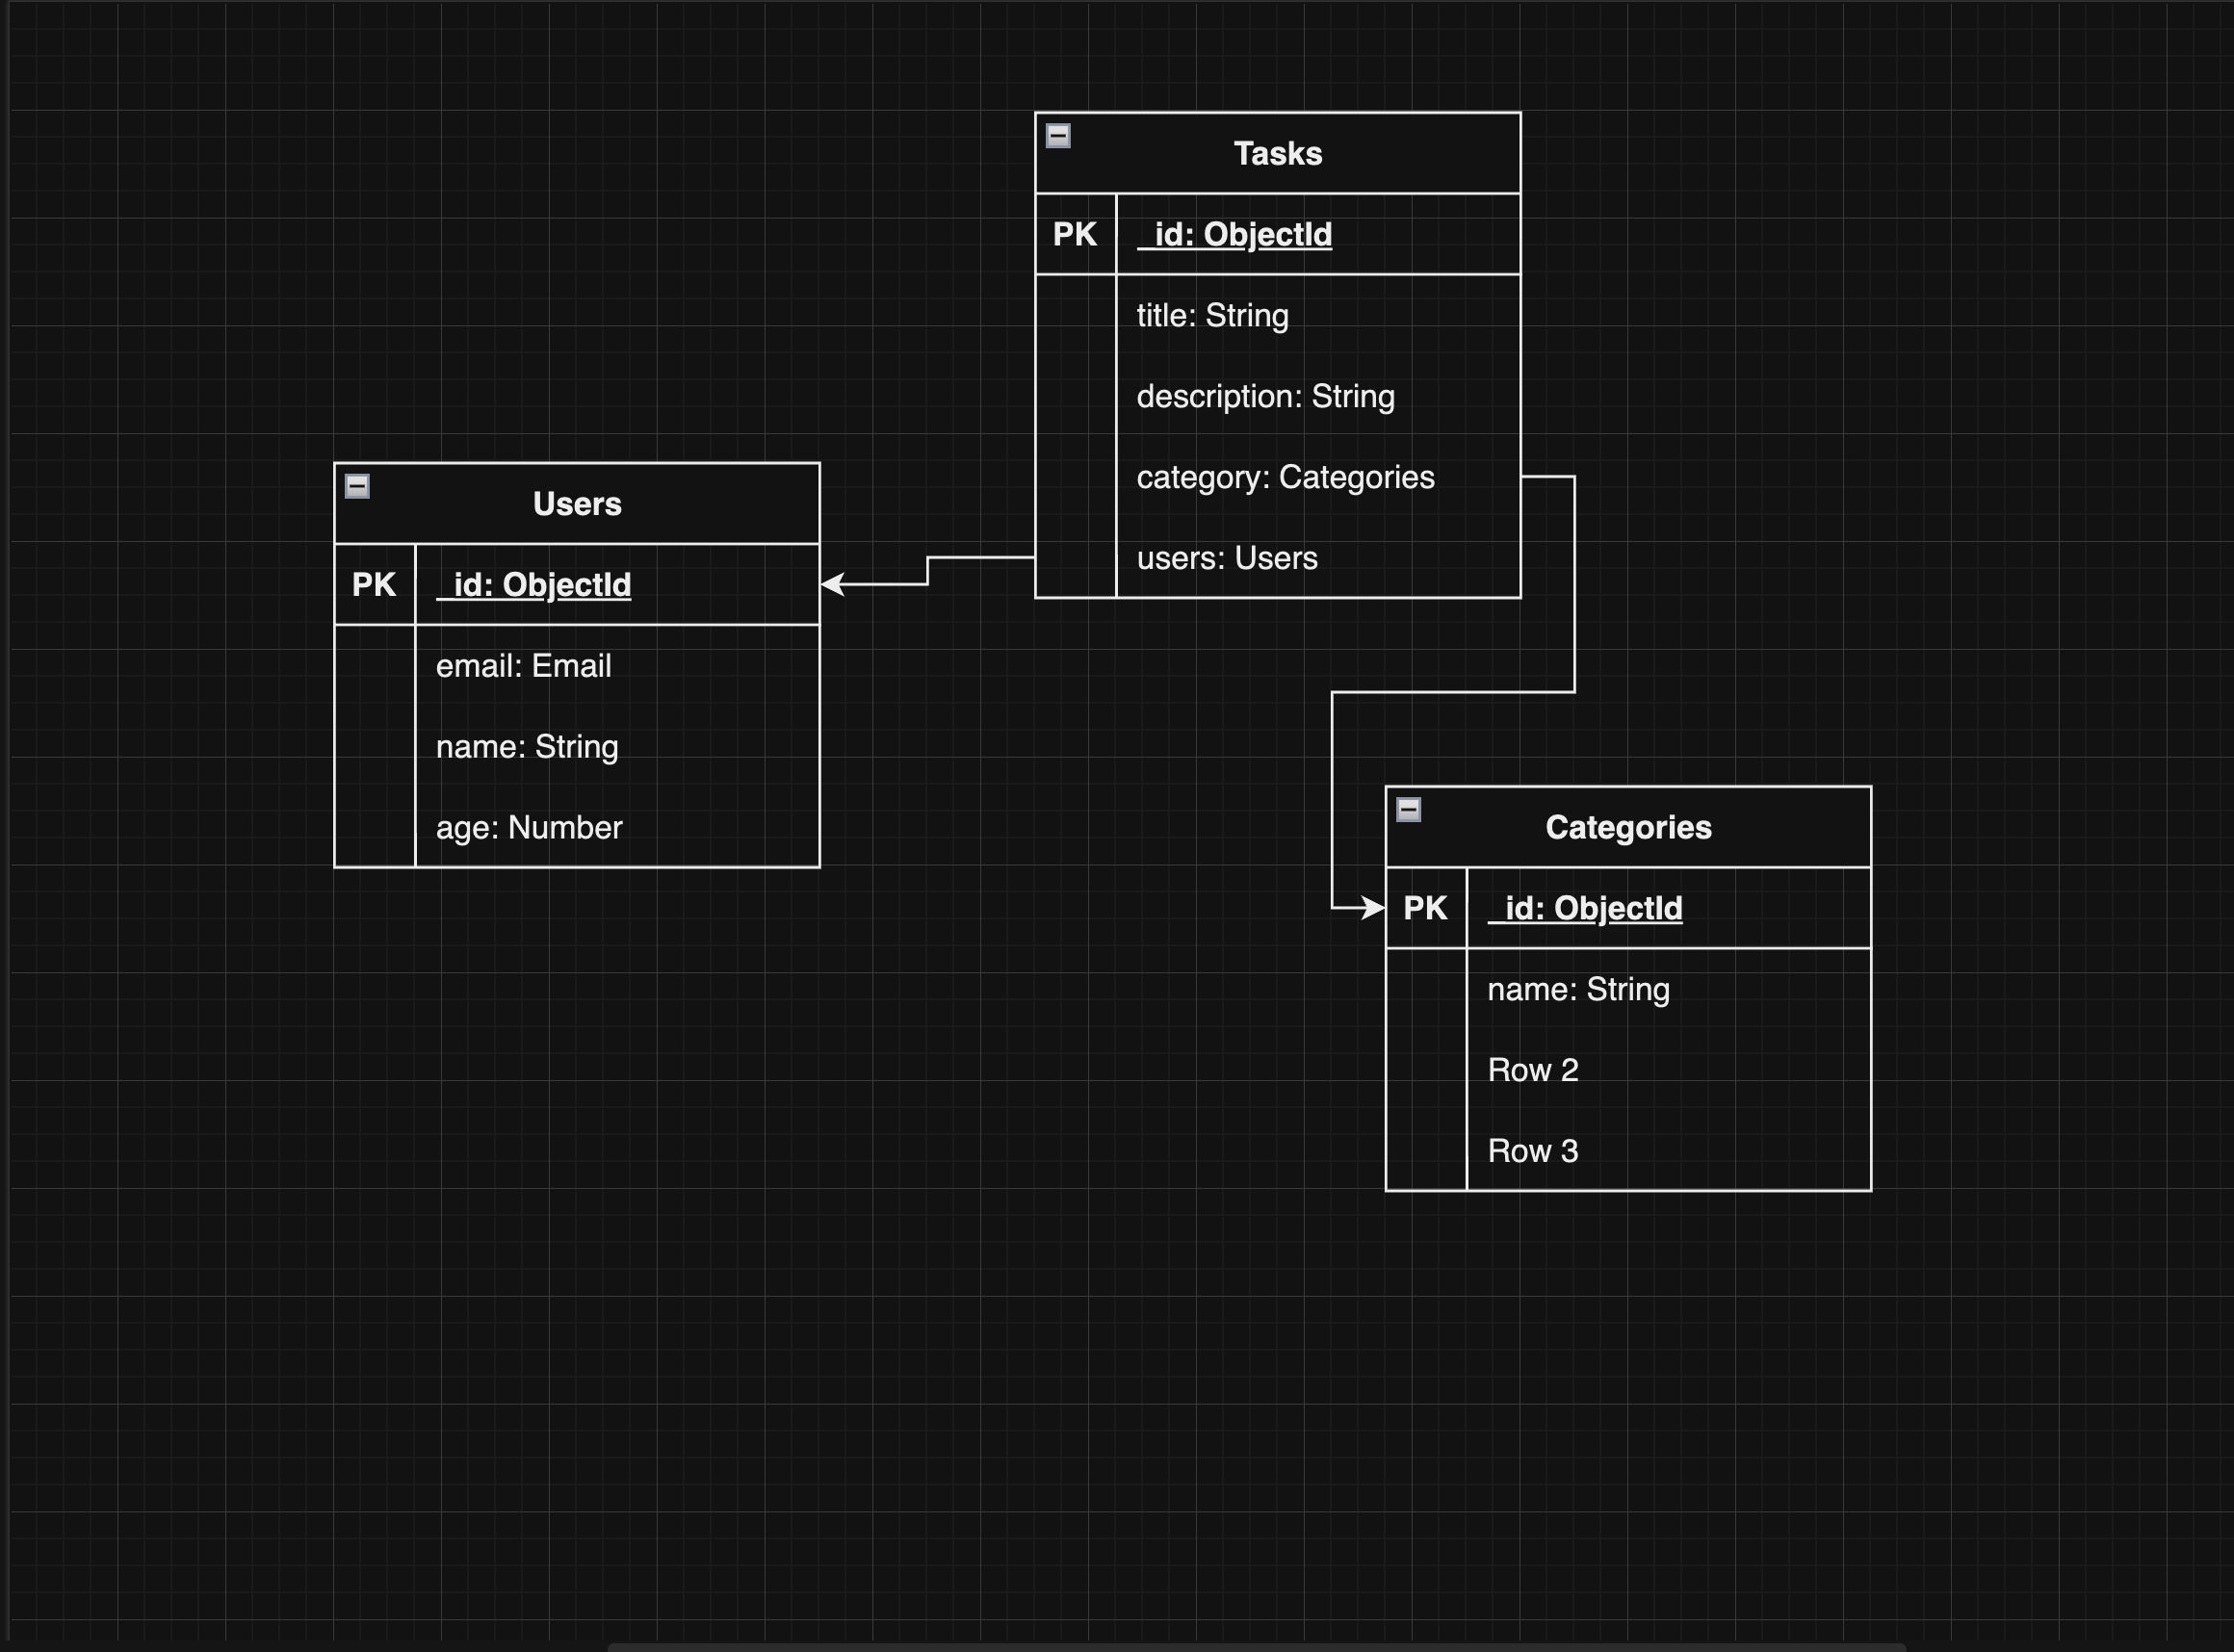 Tasks
PK _id: ObjectId
title: String
description: String
category: Categories
users: Users
Users
PK _id: ObjectId
email: Email
name: String
age: Number
Categories
PK _id: ObjectId
name: String
Row 2
Row 3